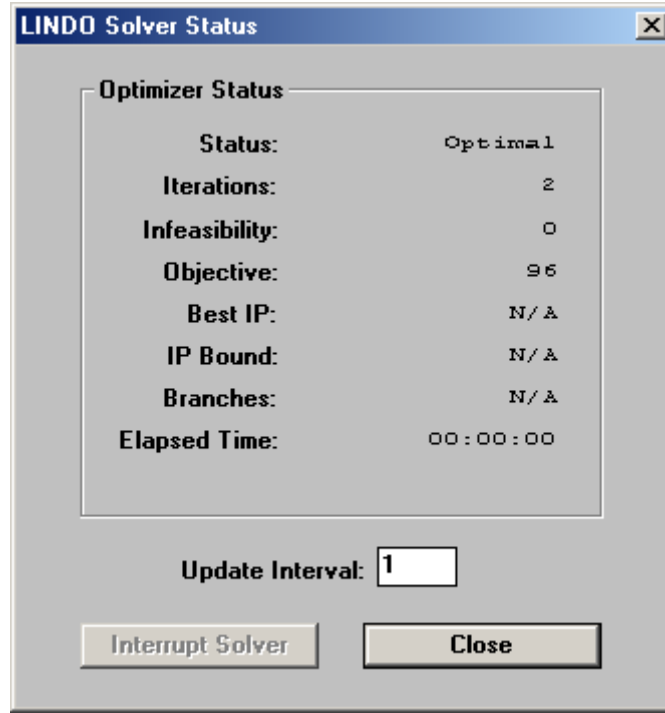 LINDO Solver Status
Optimizer Status
Status: Optimal
Iterations: 2
Infeasibility: 0
Objective: 96
Best IP: N/A
IP Bound: N/A
Branches: N/A
Elapsed Time: 00:00:00
Update Interval: 1
Interrupt Solver Close